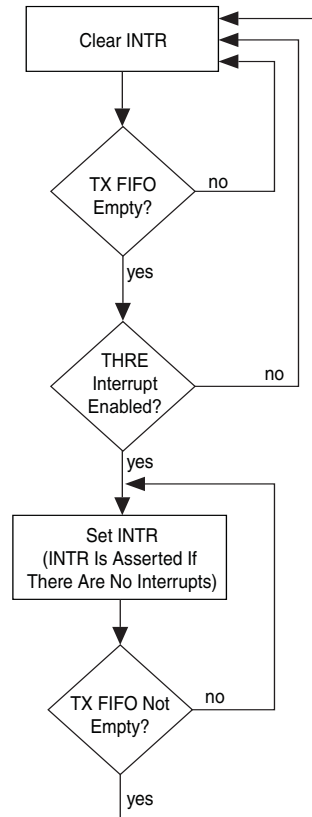 Clear INTR
TX FIFO
Empty?
no
yes
THRE
Interrupt
Enabled?
no
yes
Set INTR
(INTR Is Asserted If
There Are No Interrupts)
TX FIFO Not
Empty?
no
yes